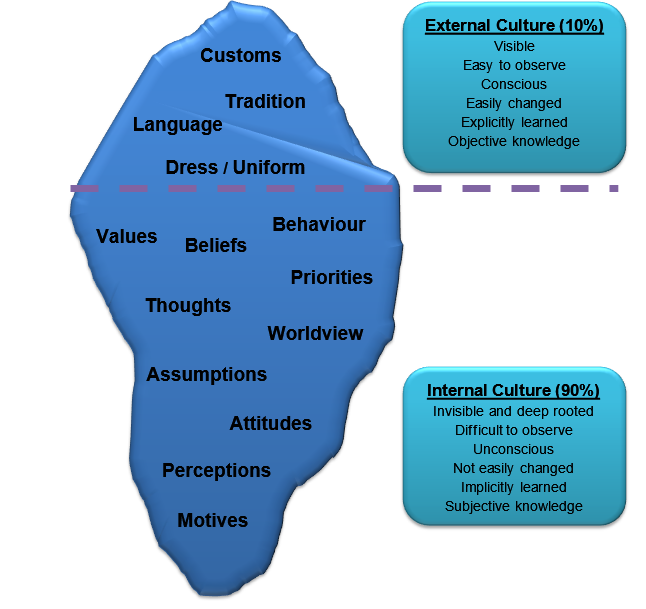 Customs
Tradition
Language
Dress / Uniform
Values
Beliefs
Behaviour
Priorities
Thoughts
Worldview
Assumptions
Attitudes
Perceptions
Motives
External Culture (10%)
Visible
Easy to observe
Conscious
Easily changed
Explicitly learned
Objective knowledge
Internal Culture (90%)
Invisible and deep rooted
Difficult to observe
Unconscious
Not easily changed
Implicitly learned
Subjective knowledge